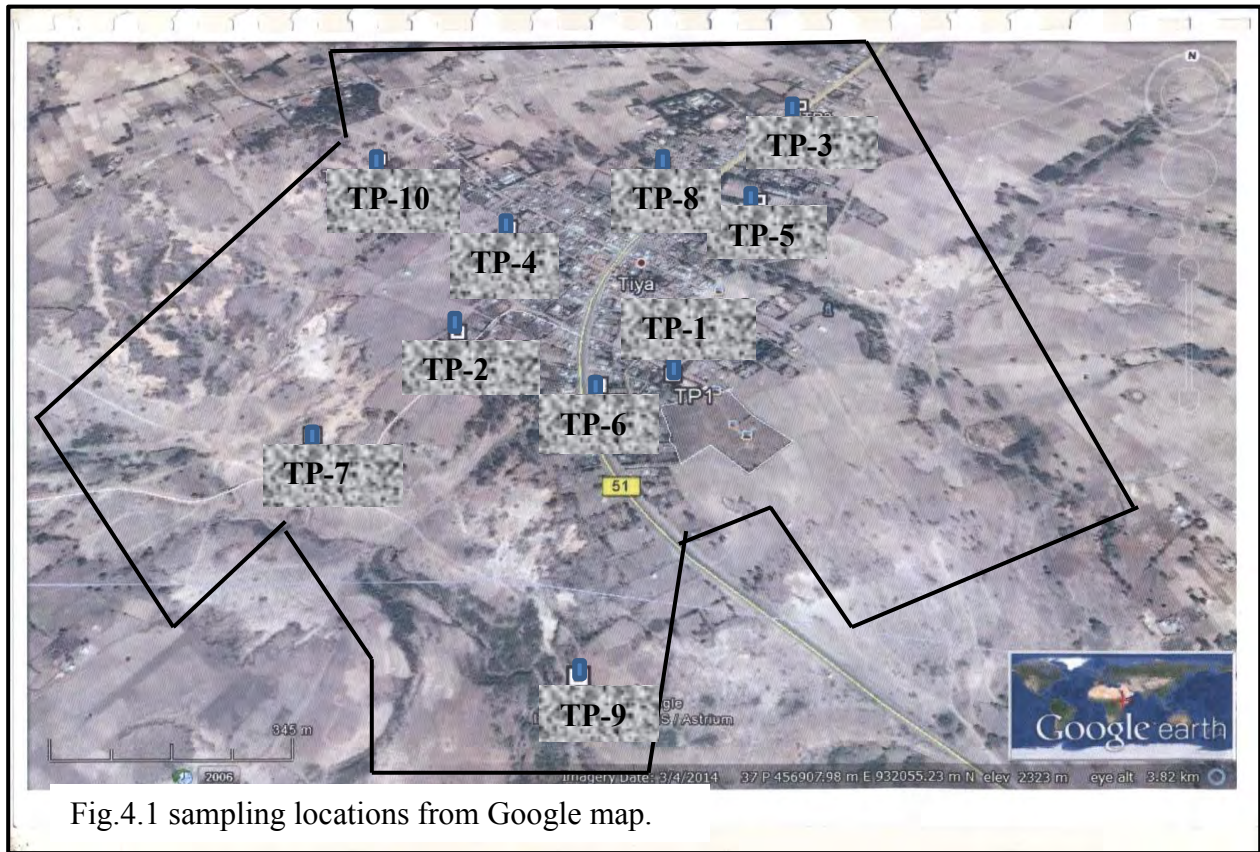 N
TP-3
TP-10
TP-8
TP-5
TP-4
Tiya
TP-1
TP-2
TP1
TP-6
TP-7
51
TP-9
S / Astrium
345 m
Google earth
2006
Imagery Date: 3/4/2014 37 P 456907.98 m E 932055.23 m N elev 2323 m eye alt 3.82 km
Fig.4.1 sampling locations from Google map.